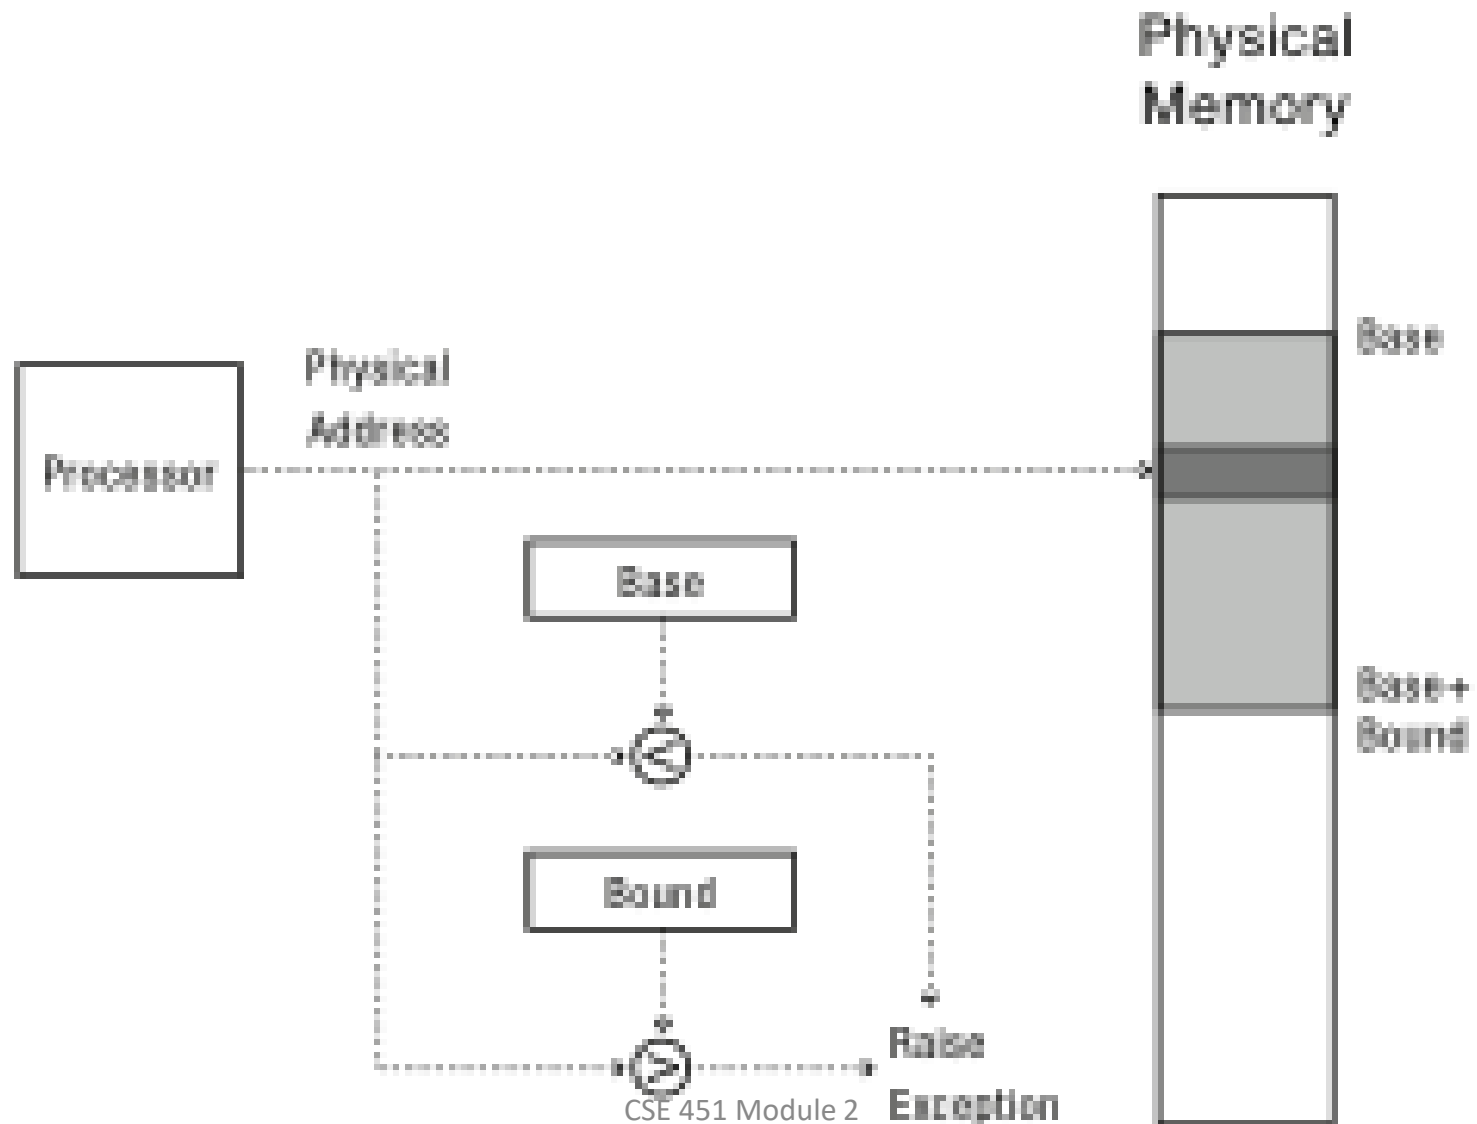 Physical
Memory
Base
Physical
Address
Processor
Base
<
Base+
Bound
Bound
>
Raise
Exception
CSE 451 Module 2